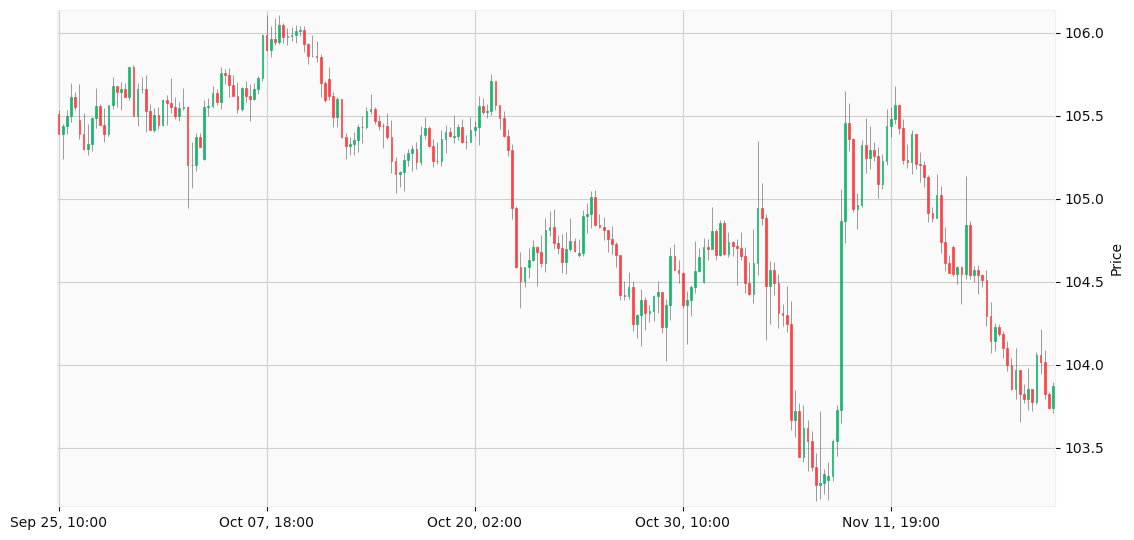 106.0
105.5
105.0
104.5
104.0
103.5
Price
Sep 25, 10:00
Oct 07, 18:00
Oct 20, 02:00
Oct 30, 10:00
Nov 11, 19:00